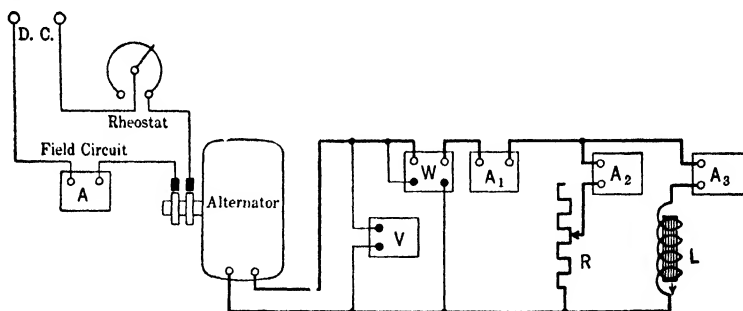 D. C.
Rheostat
Field Circuit
A
Alternator
W
A1
A2
A3
V
R
L